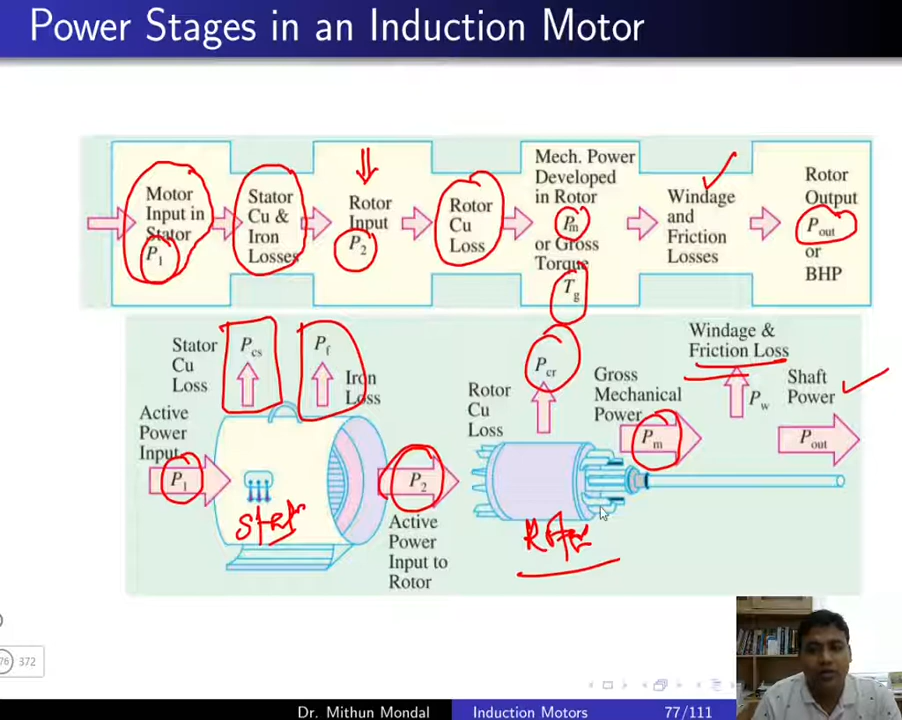 Power Stages in an Induction Motor
Motor
Input in
Stator
P1
Stator
Cu &
Iron
Losses
Rotor
Input
P2
Rotor
Cu
Loss
Mech. Power
Developed
in Rotor
Pm
or Gross
Torque
Tg
Windage
and
Friction
Losses
Rotor
Output
Pout
or
BHP
Stator
Cu
Loss
Pcs
Pf
Iron
Loss
Active
Power
Input
P1
Stator
P2
Active
Power
Input to
Rotor
Rotor
Cu
Loss
Pcr
Rotor
Gross
Mechanical
Power
Pm
Windage &
Friction Loss
Pw
Shaft
Power
Pout
76 372
Dr. Mithun Mondal Induction Motors 77/111